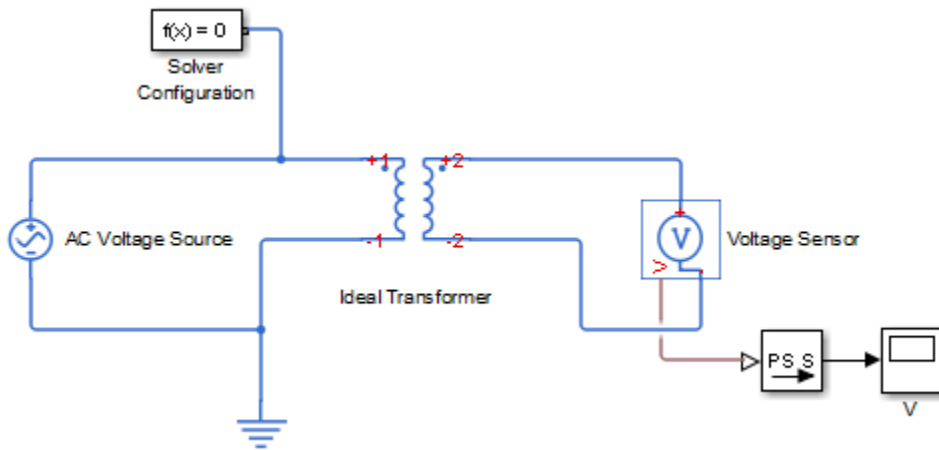 f(x) = 0
Solver
Configuration
+1
+2
AC Voltage Source
+
V
Voltage Sensor
V
-1
-2
Ideal Transformer
PS S
V